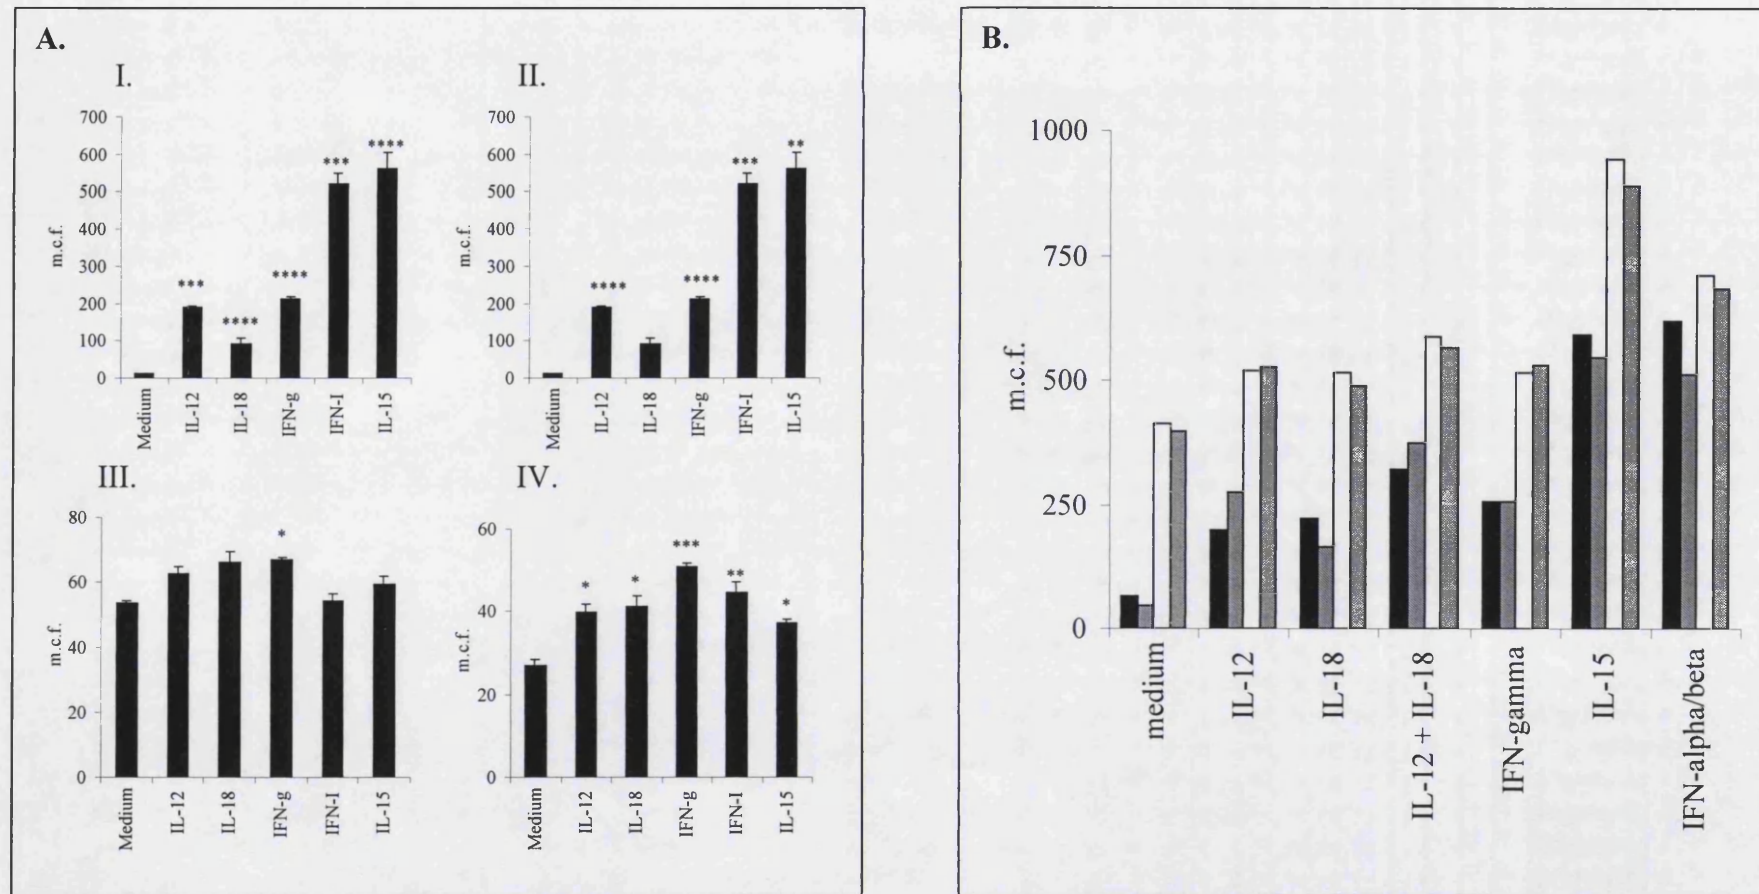 A.
I.
700
600
500
400
300
200
100
0
m.c.f.
***
****
****
***
****
Medium
IL-12
IL-18
IFN-g
IFN-I
IL-15
II.
700
600
500
400
300
200
100
0
m.c.f.
****
****
***
**
Medium
IL-12
IL-18
IFN-g
IFN-I
IL-15
III.
80
60
40
20
0
m.c.f.
*
Medium
IL-12
IL-18
IFN-g
IFN-I
IL-15
IV.
60
40
20
0
m.c.f.
*
*
***
**
*
Medium
IL-12
IL-18
IFN-g
IFN-I
IL-15
B.
1000
750
500
250
0
m.c.f.
medium
IL-12
IL-18
IL-12 + IL-18
IFN-gamma
IL-15
IFN-alpha/beta